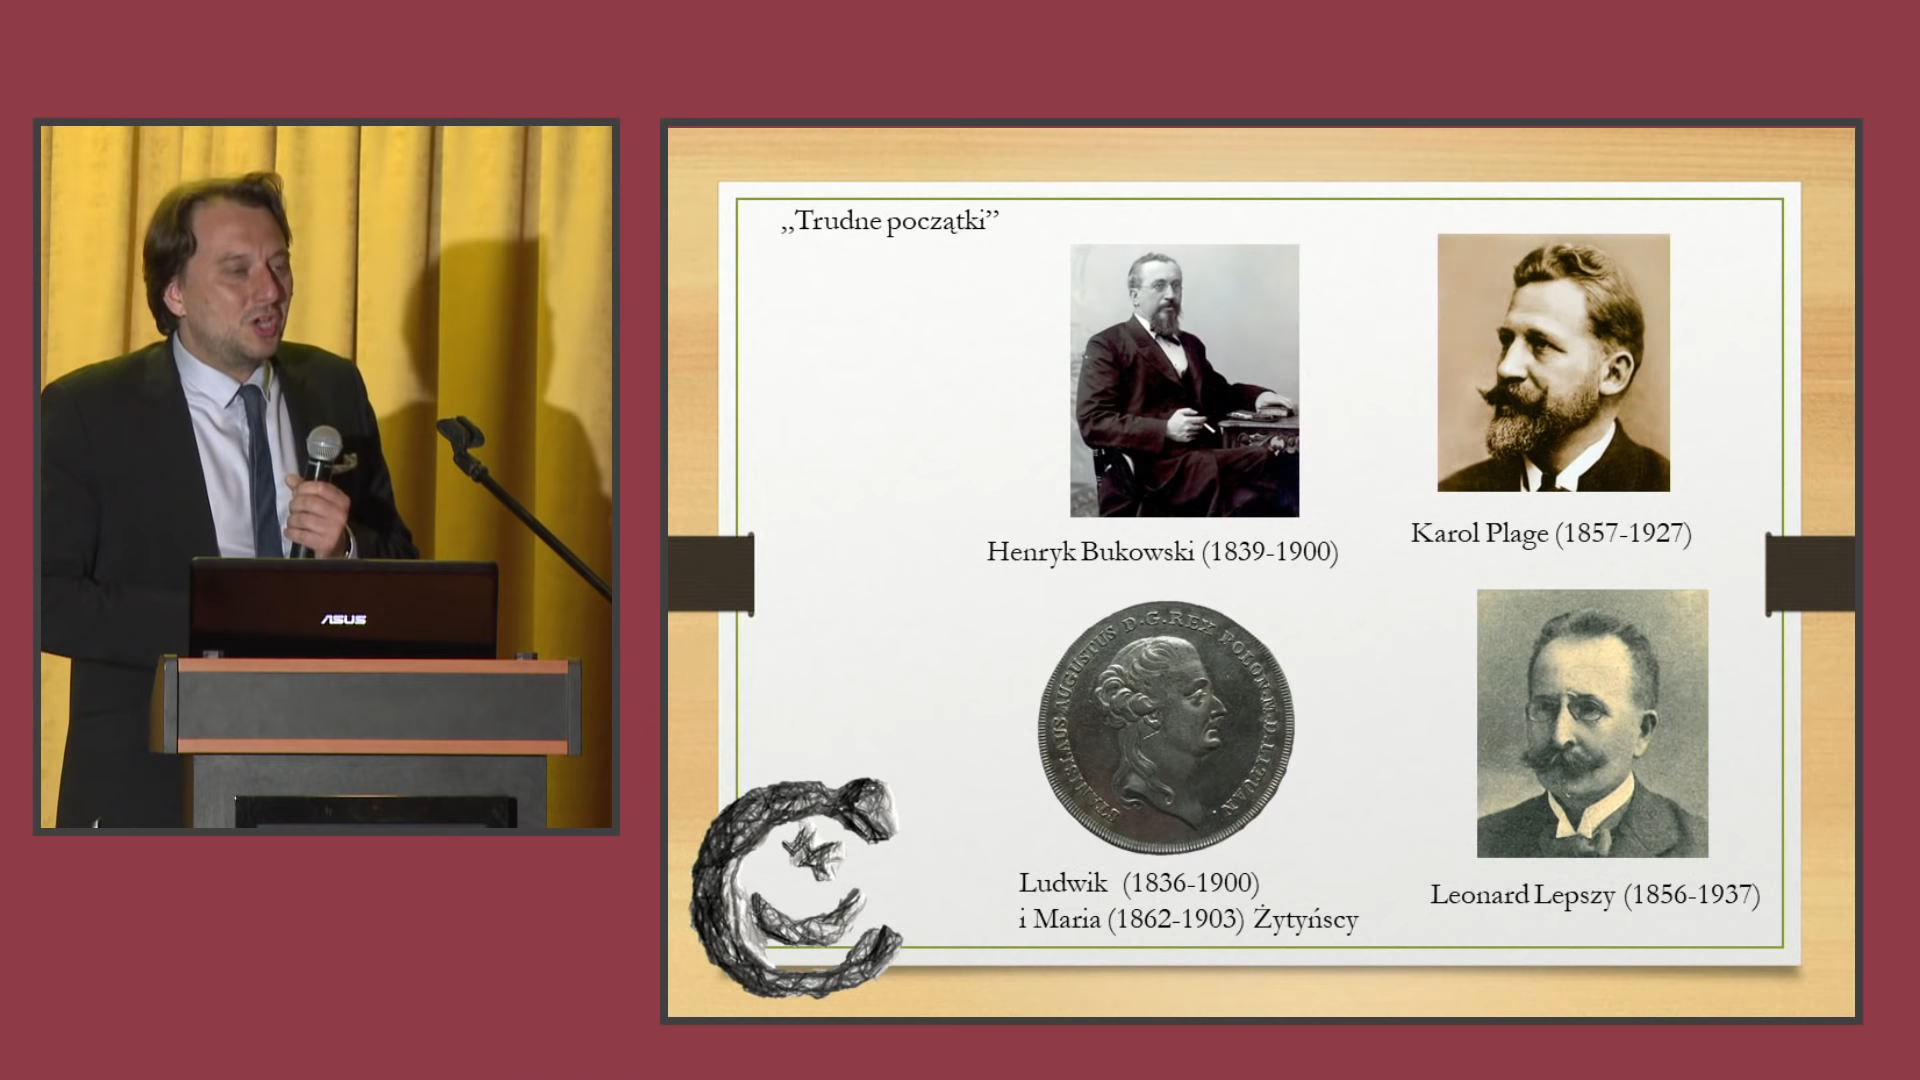 ASUS
„Trudne początki”
Henryk Bukowski (1839-1900)
Karol Plage (1857-1927)
STANISLAUS AUGUSTUS D.G.REX POLON.M.D.LITUAN.
Ludwik (1836-1900)
i Maria (1862-1903) Żytyńscy
Leonard Lepszy (1856-1937)